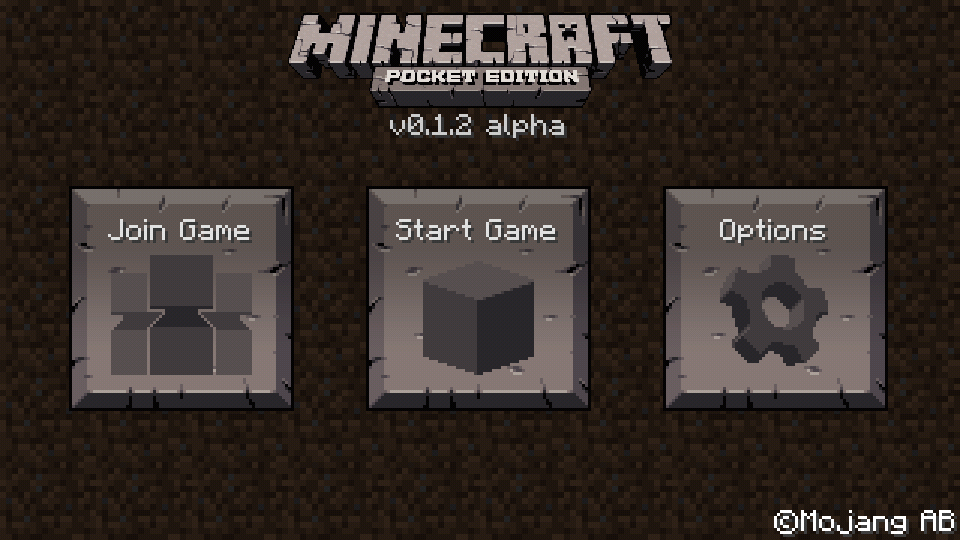 MINECRAFT
POCKET EDITION
v0.1.2 alpha
Join Game
Start Game
Options
©Mojang AB